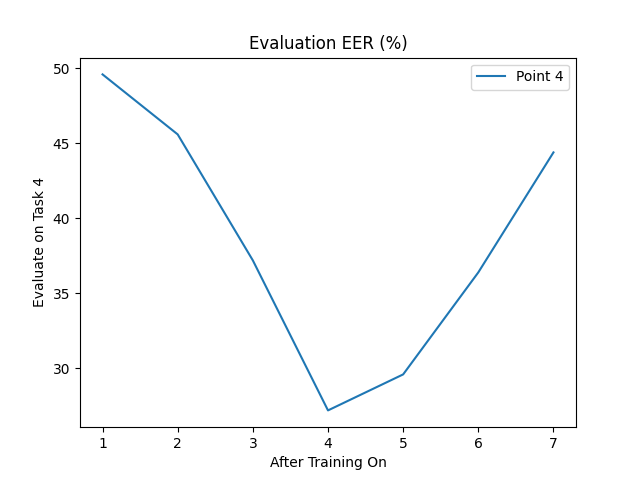 Evaluation EER (%)
Point 4
50
45
40
35
30
Evaluate on Task 4
1 2 3 4 5 6 7
After Training On